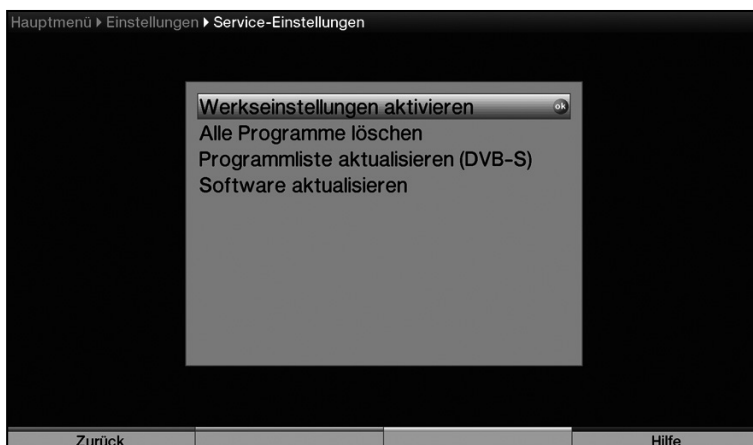 Hauptmenü ▸ Einstellungen ▸ Service-Einstellungen
Werkseinstellungen aktivieren ok
Alle Programme löschen
Programmliste aktualisieren (DVB-S)
Software aktualisieren
Zurück Hilfe